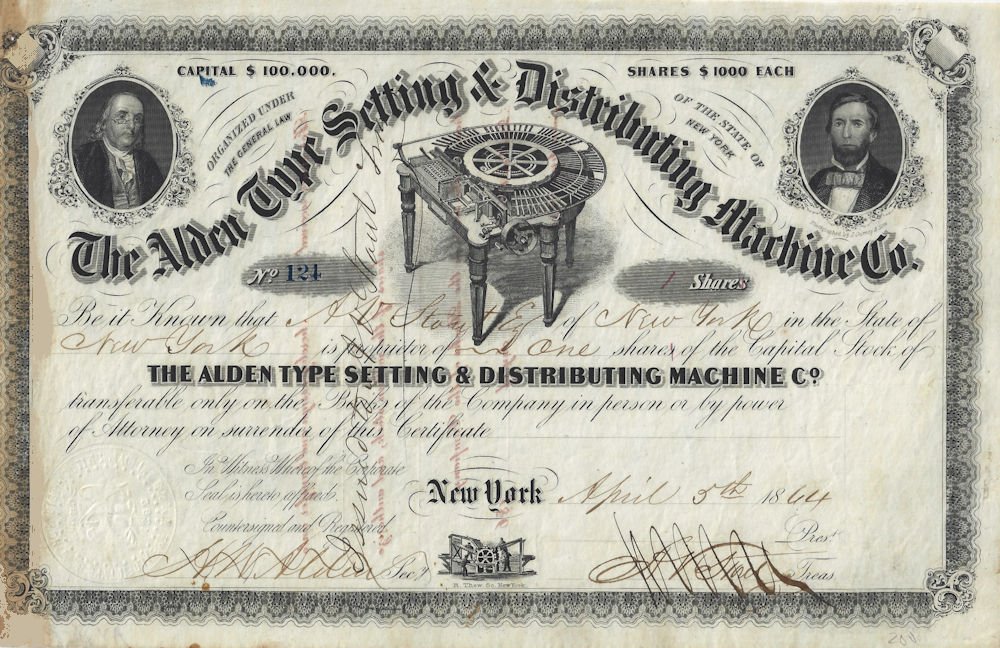 CAPITAL $ 100.000.
SHARES $ 1000 EACH
ORGANIZED UNDER
THE GENERAL LAW
OF THE STATE OF
NEW YORK
The Alden Type Setting & Distributing Machine Co.
No 124
1 Shares
Be it Known that A. W. of New York in the State of
New York is proprietor of One shares of the Capital Stock of
THE ALDEN TYPE SETTING & DISTRIBUTING MACHINE Co.
transferable only on the Books of the Company in person or by power
of Attorney on surrender of this Certificate
In Witness Whereof the Corporate
Seal is hereto affixed.
New York April 5th 1864
Countersigned and Registered.
Prest
H. W. Alden Secy
Treas.
R. Thew. Sc. New York.